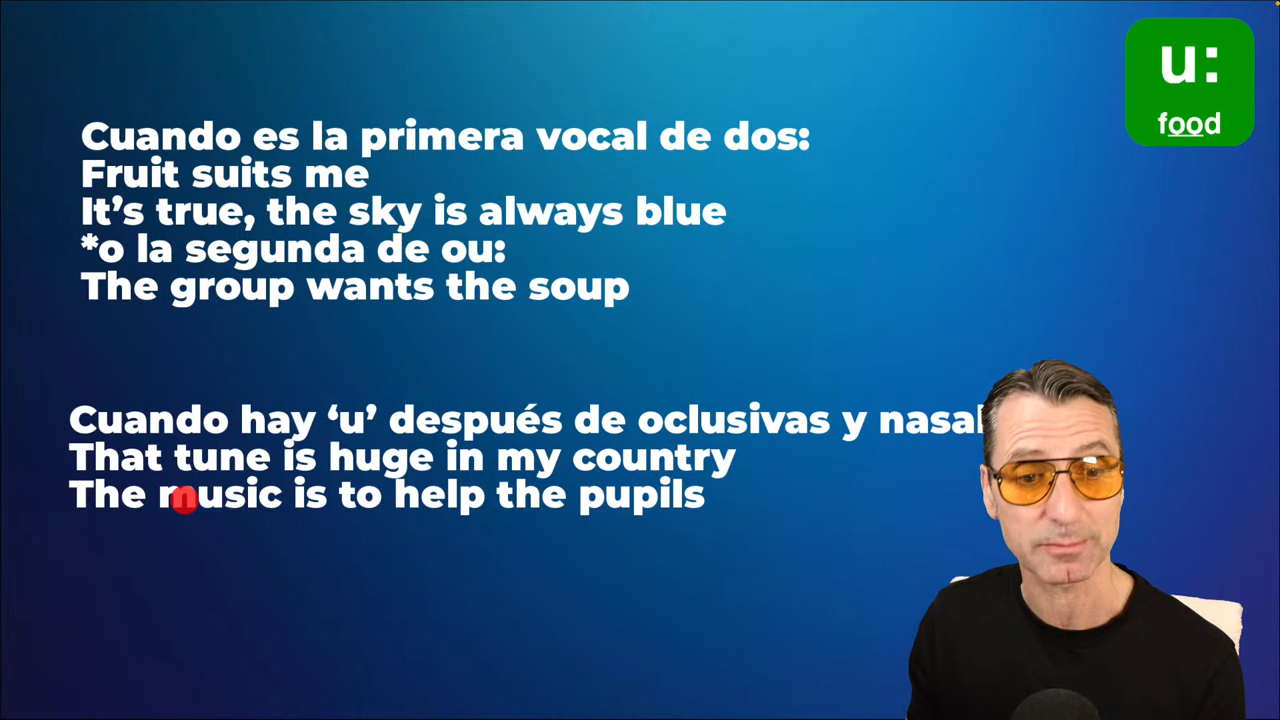 u:
food
Cuando es la primera vocal de dos:
Fruit suits me
It’s true, the sky is always blue
*o la segunda de ou:
The group wants the soup
Cuando hay ‘u’ después de oclusivas y
That tune is huge in my country
The music is to help the pupils